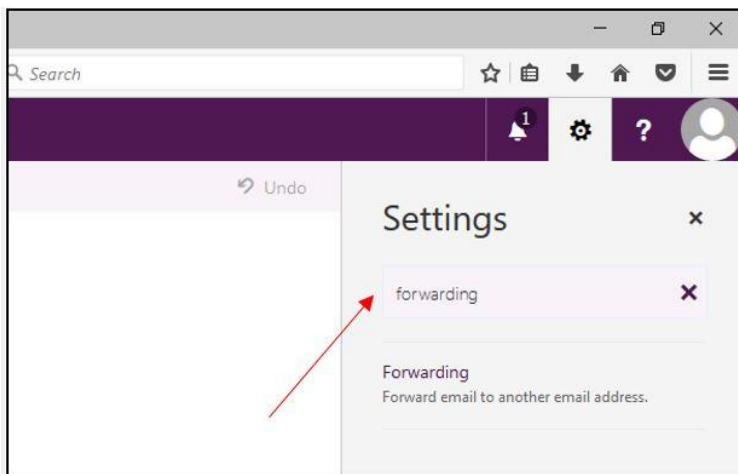 Search
1
?
Undo
Settings
forwarding
Forwarding
Forward email to another email address.